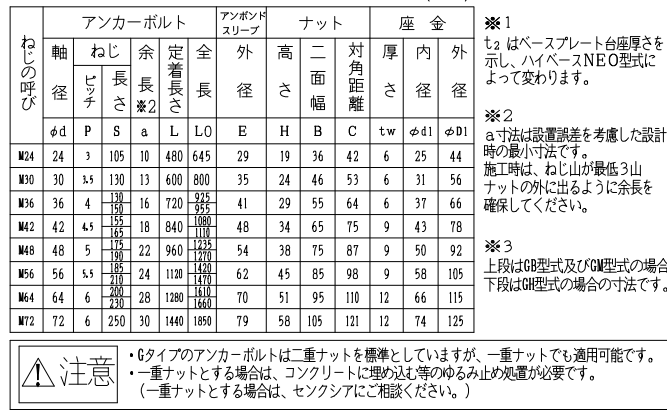 ねじの呼び アンカーボルト アンボンドスリーブ ナット 座金
軸径 ねじ 余長※2 定着長さ 全長 外径 高さ 二面幅 対角距離 厚さ 内径 外径
ピッチ 長さ
φd P S a L L0 E H B C tw φd1 φD1
M24 24 3 105 10 480 645 29 19 36 42 6 25 44
M30 30 3.5 130 13 600 800 35 24 46 53 6 31 56
M36 36 4 130/150 16 720 925/955 41 29 55 64 6 37 66
M42 42 4.5 155/165 18 840 1080/1110 48 34 65 75 9 43 78
M48 48 5 175/190 22 960 1235/1270 54 38 75 87 9 50 92
M56 56 5.5 185/210 24 1120 1420/1470 62 45 85 98 9 58 105
M64 64 6 200/230 28 1280 1610/1660 70 51 95 110 12 66 115
M72 72 6 250 30 1440 1850 79 58 105 121 12 74 125
※1
t2 はベースプレート台座厚さを
示し、ハイベースNEO型式に
よって変わります。
※2
a寸法は設置誤差を考慮した設計
時の最小寸法です。
施工時は、ねじ山が最低3山
ナットの外に出るように余長を
確保してください。
※3
上段はGB型式及びGM型式の場合
下段はGH型式の場合の寸法です。
注意
・Gタイプのアンカーボルトは二重ナットを標準としていますが、一重ナットでも適用可能です。
・一重ナットとする場合は、コンクリートに埋め込む等のゆるみ止め処置が必要です。
(一重ナットとする場合は、センクシアにご相談ください。)